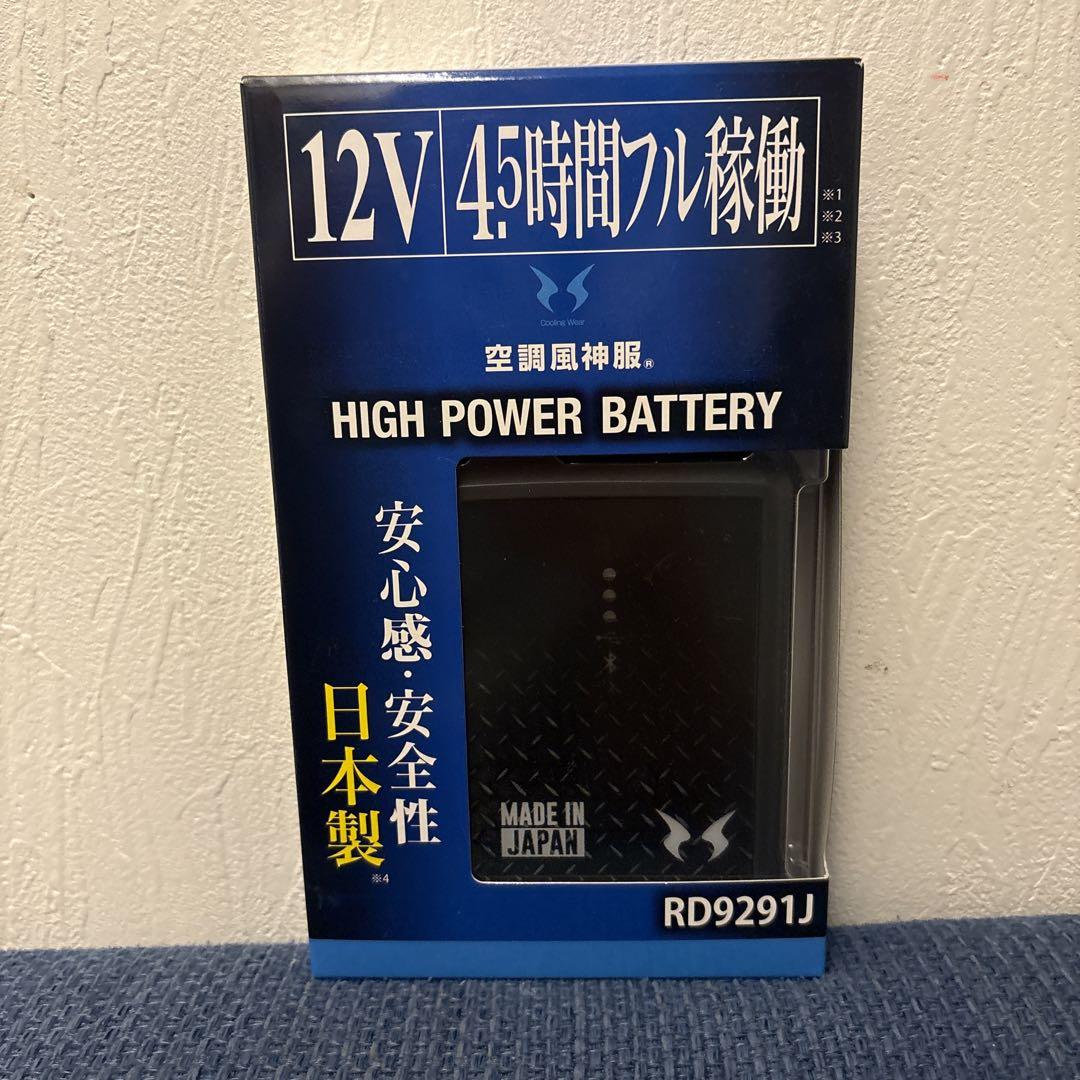 12V 4.5時間フル稼働
※1
※2
※3
Cooling Wear
空調風神服®
HIGH POWER BATTERY
安心感・安全性
日本製
※4
MADE IN
JAPAN
RD9291J